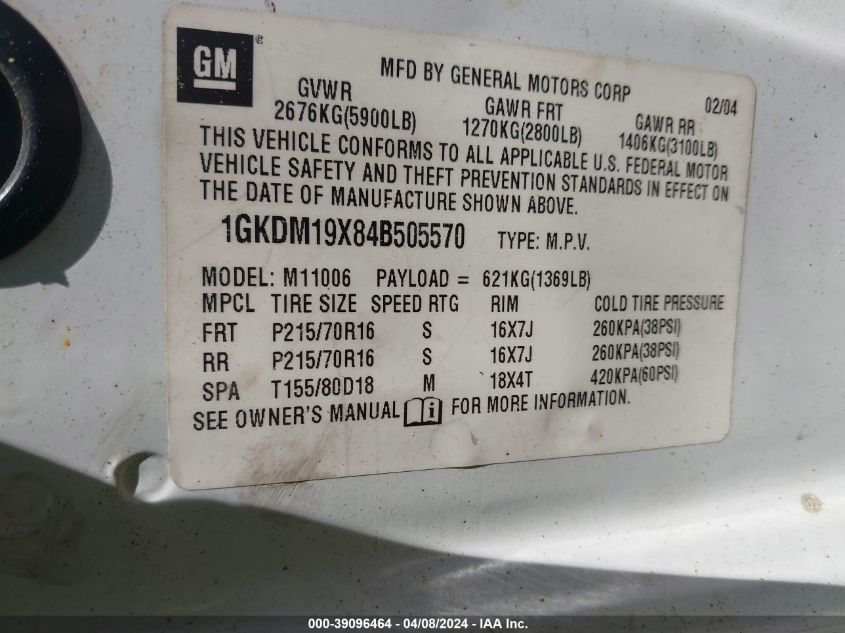 GM ®
MFD BY GENERAL MOTORS CORP 02/04
GVWR GAWR FRT GAWR RR
2676KG(5900LB) 1270KG(2800LB) 1406KG(3100LB)
THIS VEHICLE CONFORMS TO ALL APPLICABLE U.S. FEDERAL MOTOR
VEHICLE SAFETY AND THEFT PREVENTION STANDARDS IN EFFECT ON
THE DATE OF MANUFACTURE SHOWN ABOVE.
1GKDM19X84B505570 TYPE: M.P.V.
MODEL: M11006 PAYLOAD = 621KG(1369LB)
MPCL TIRE SIZE SPEED RTG RIM COLD TIRE PRESSURE
FRT P215/70R16 S 16X7J 260KPA(38PSI)
RR P215/70R16 S 16X7J 260KPA(38PSI)
SPA T155/80D18 M 18X4T 420KPA(60PSI)
SEE OWNER'S MANUAL i FOR MORE INFORMATION.
000-39096464 - 04/08/2024 - IAA Inc.